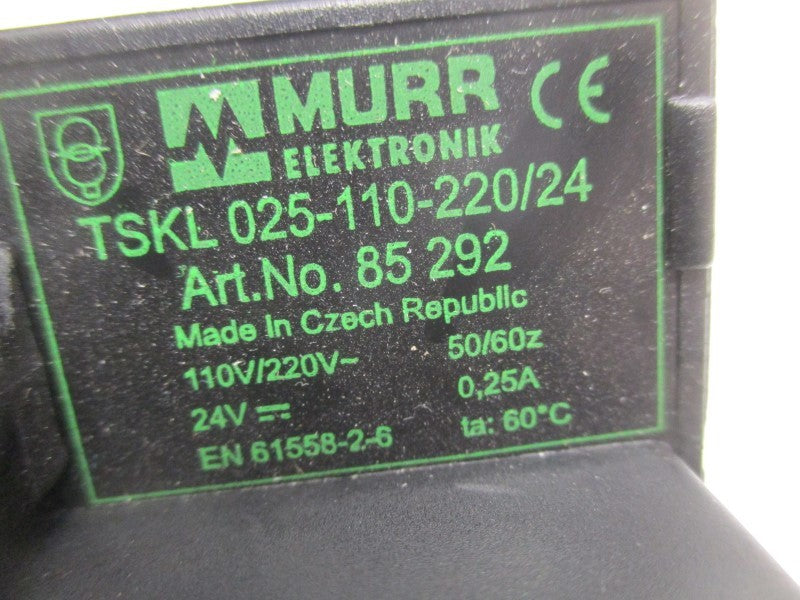 MURR
ELEKTRONIK
CE
TSKL 025-110-220/24
Art.No. 85 292
Made in Czech Republic
110V/220V~ 50/60z
24V ⎓ 0,25A
EN 61558-2-6 ta: 60°C